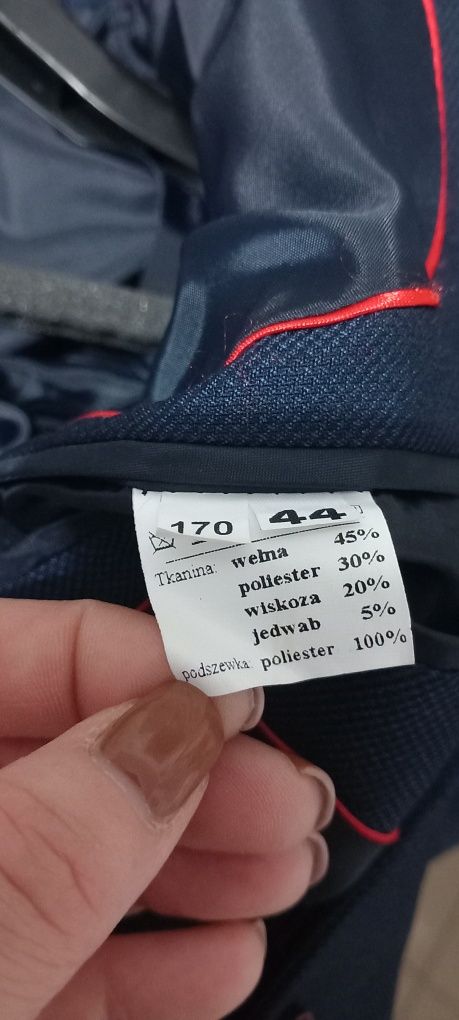 170 44
Tkanina: wełna 45%
poliester 30%
wiskoza 20%
jedwab 5%
podszewka: poliester 100%